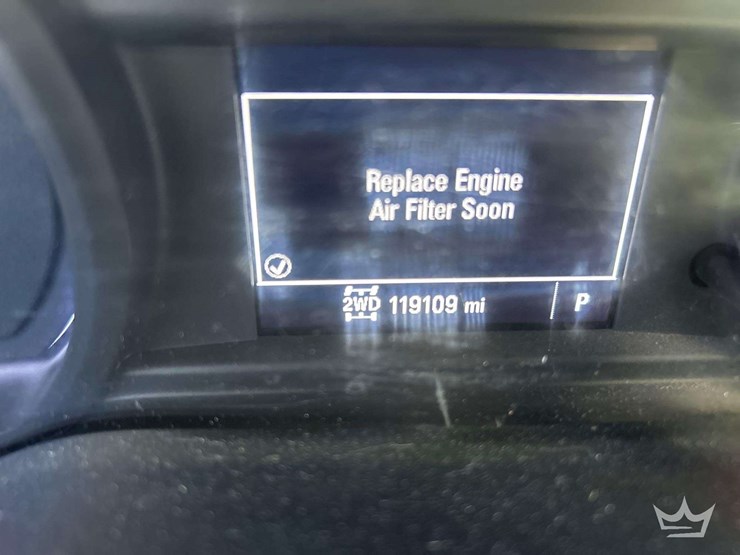 Replace Engine
Air Filter Soon
2WD 119109 mi P